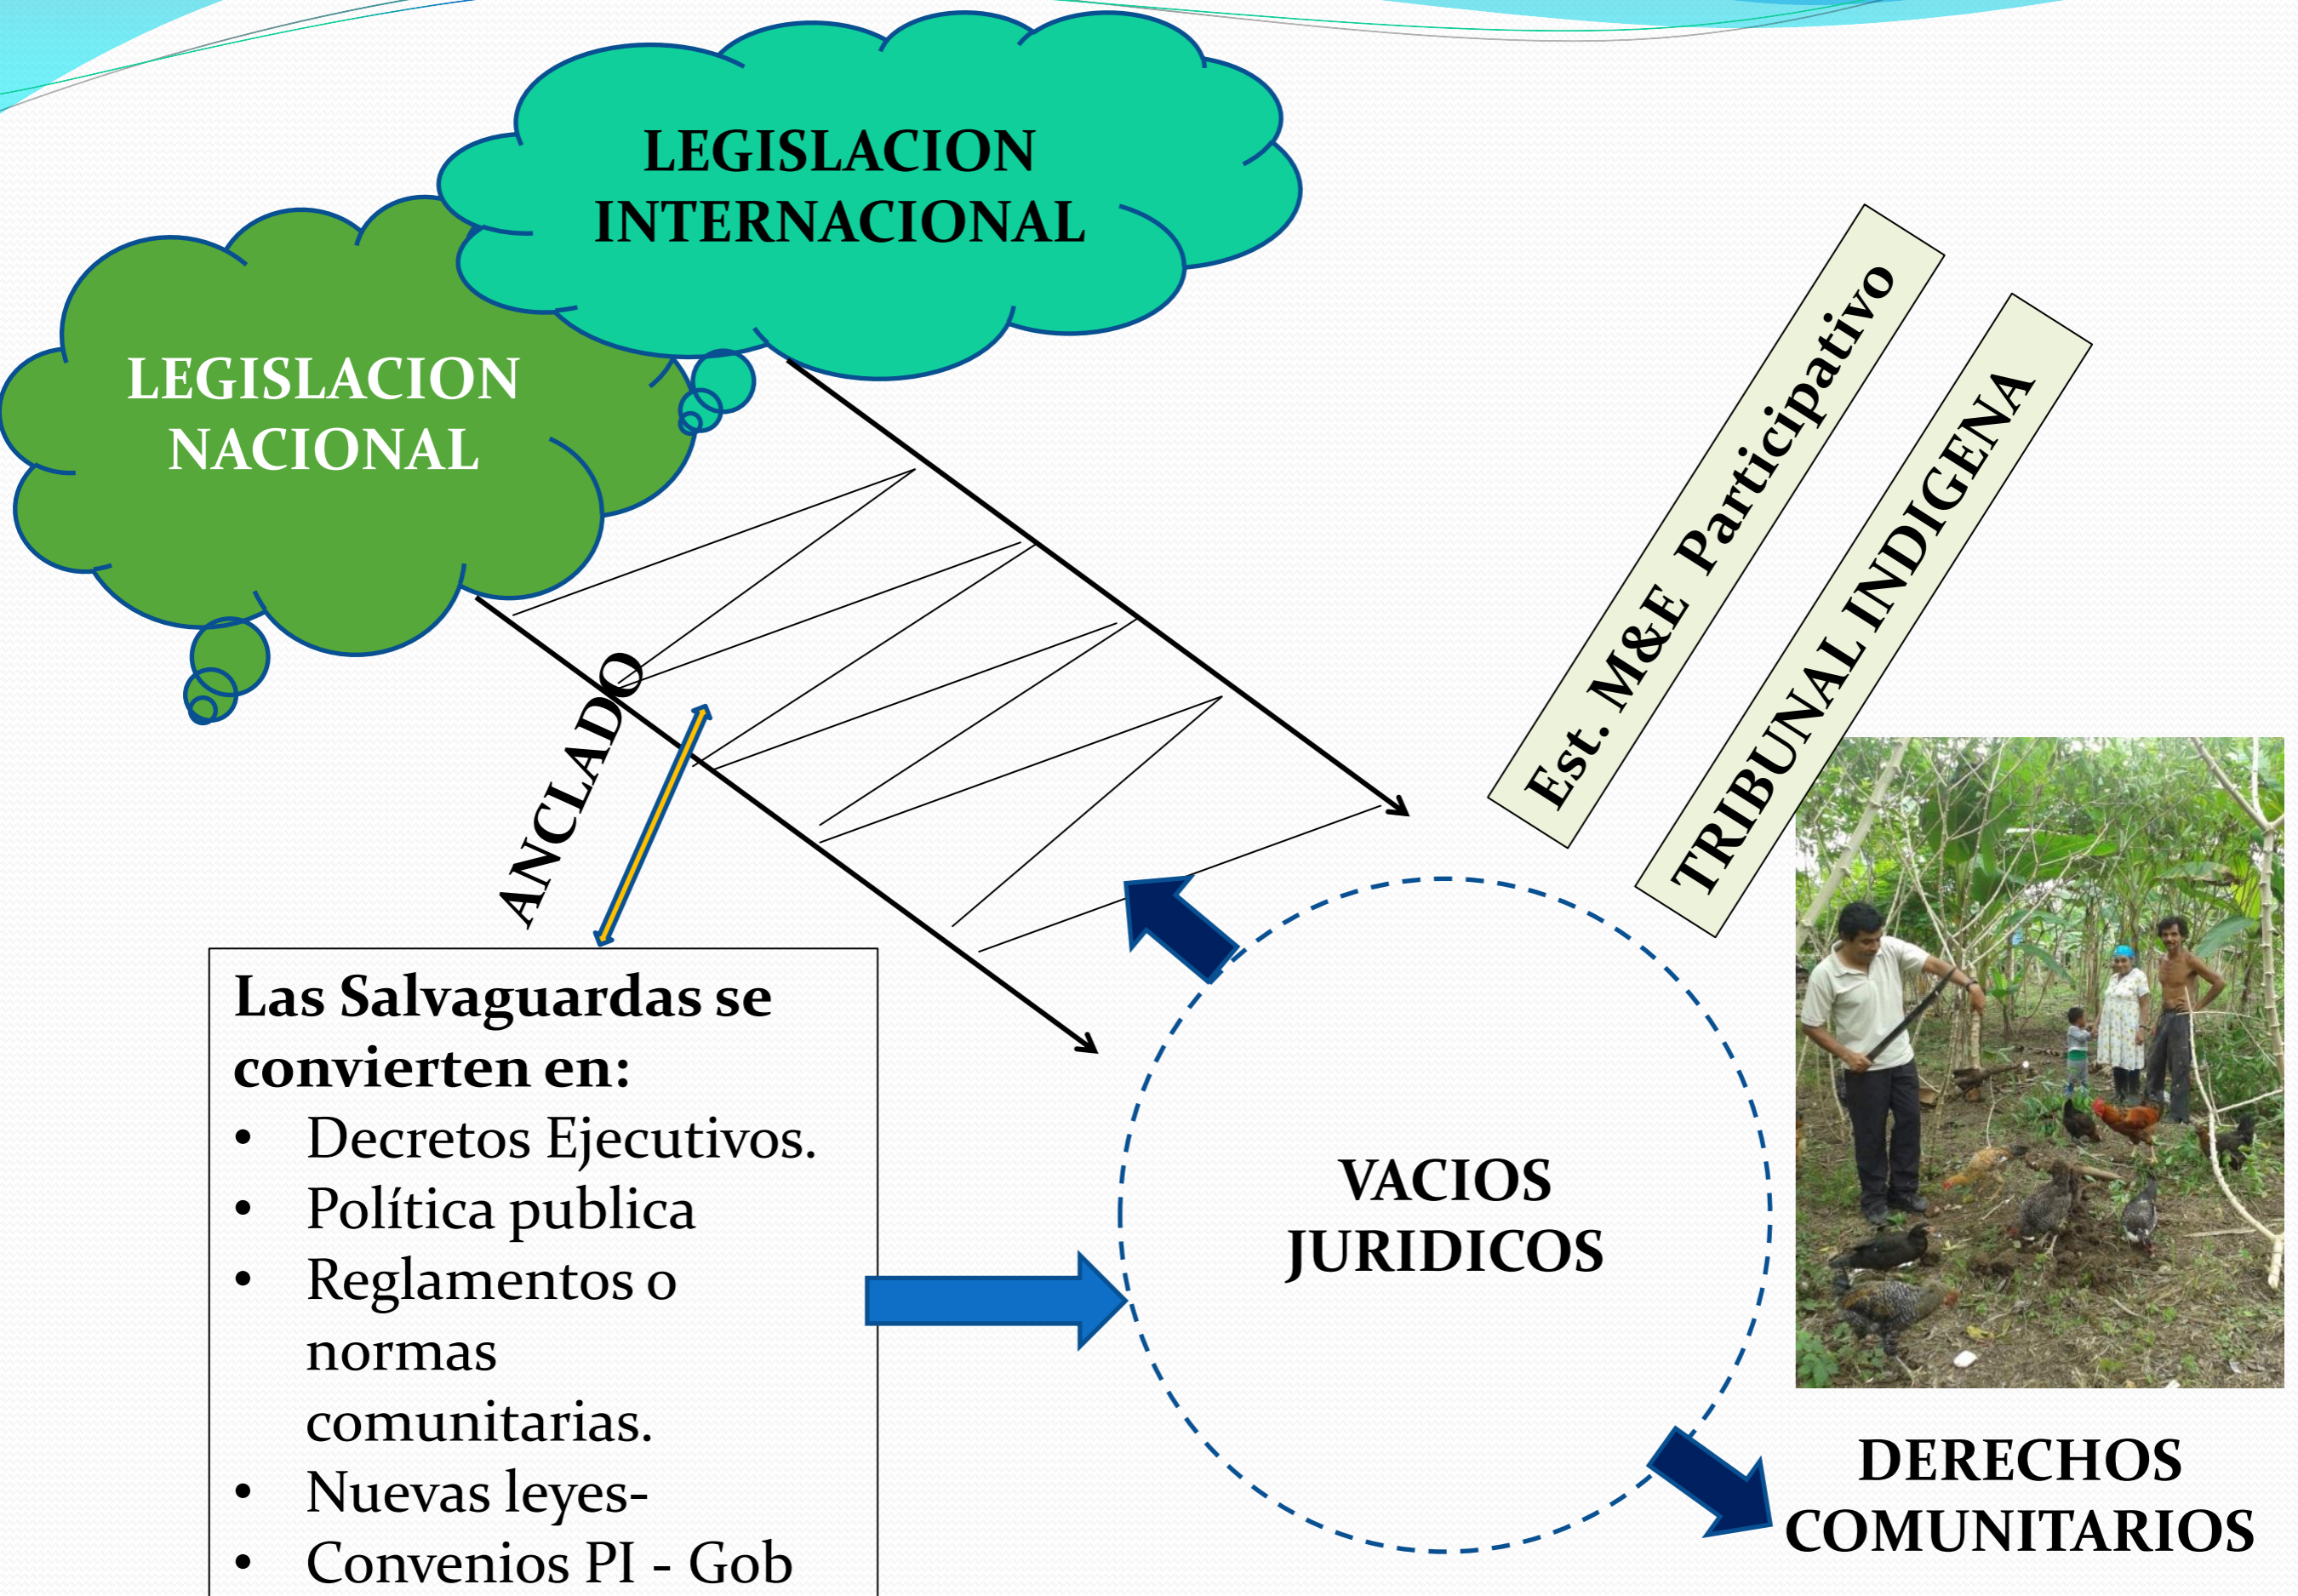 LEGISLACION
INTERNACIONAL
LEGISLACION
NACIONAL
Est. M&E Participativo
TRIBUNAL INDIGENA
ANCLADO
Las Salvaguardas se
convierten en:
• Decretos Ejecutivos.
• Política publica
• Reglamentos o
normas
comunitarias.
• Nuevas leyes-
• Convenios PI - Gob
VACIOS
JURIDICOS
DERECHOS
COMUNITARIOS